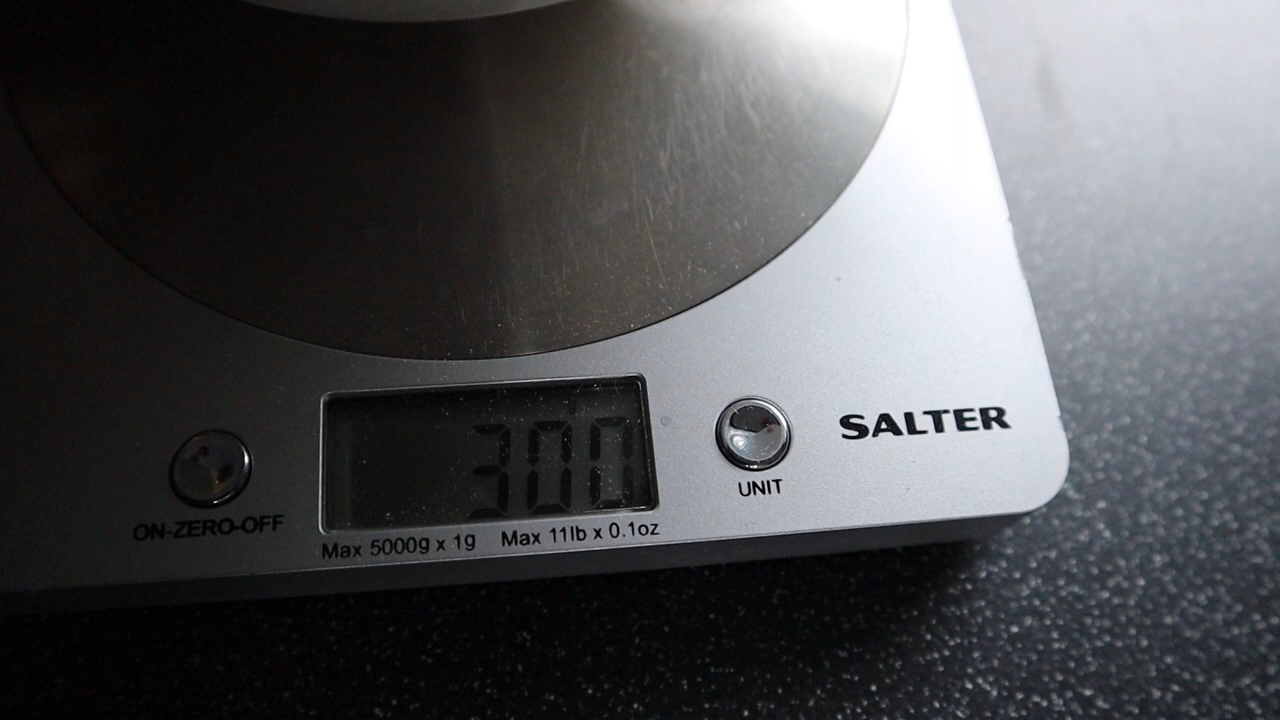 300
SALTER
UNIT
ON-ZERO-OFF
Max 5000g x 1g Max 11lb x 0.1oz